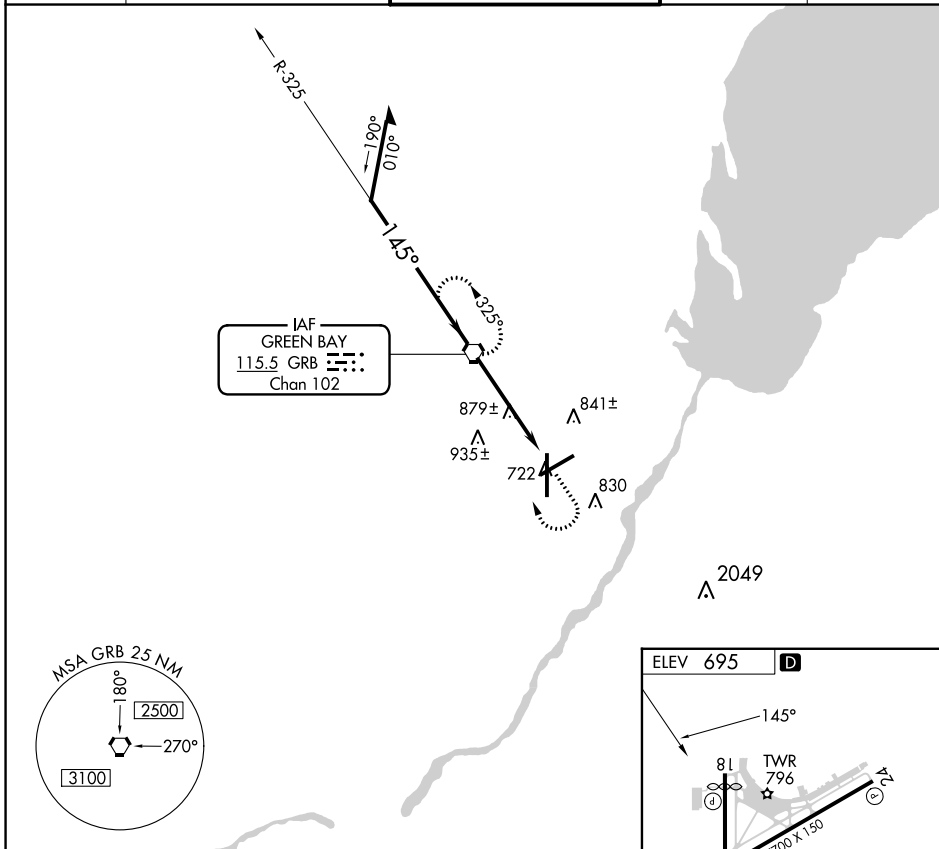 R-325
190°
010°
145°
325°
IAF
GREEN BAY
115.5 GRB
Chan 102
879±
841±
935±
722
830
2049
MSA GRB 25 NM
180°
2500
270°
3100
ELEV 695 D
145°
18
TWR
796
P
24
P
700 X 150